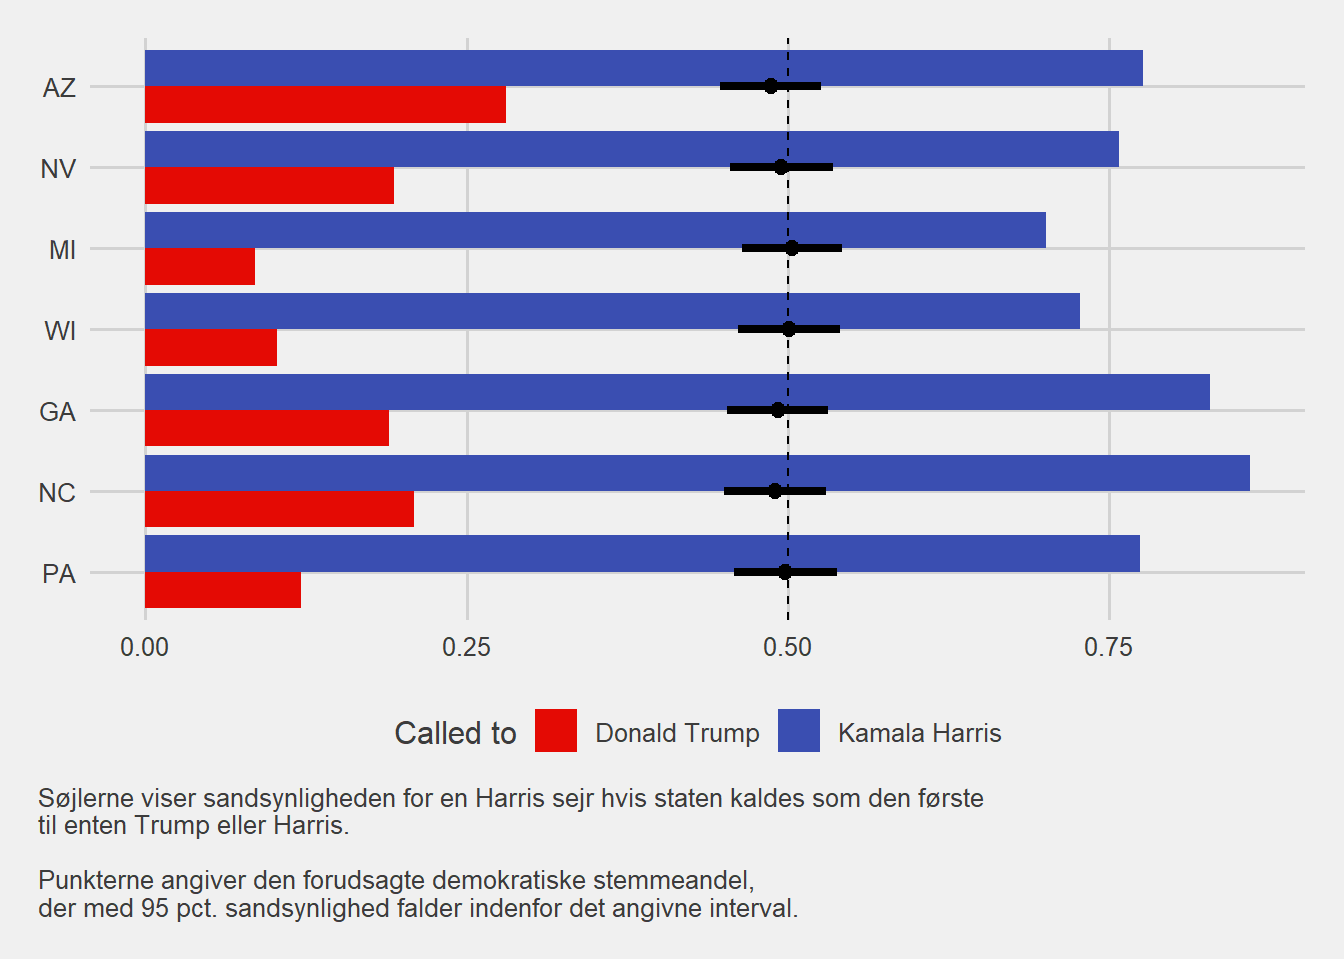 AZ
NV
MI
WI
GA
NC
PA
0.00 0.25 0.50 0.75
Called to Donald Trump Kamala Harris
Søjlerne viser sandsynligheden for en Harris sejr hvis staten kaldes som den første
til enten Trump eller Harris.
Punkterne angiver den forudsagte demokratiske stemmeandel,
der med 95 pct. sandsynlighed falder indenfor det angivne interval.